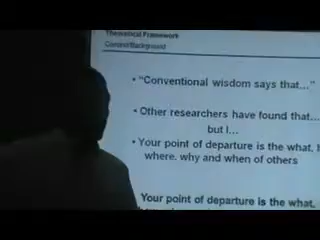 Theoretical Framework
Context/Background
• "Conventional wisdom says that..."
• Other researchers have found that...
but I...
• Your point of departure is the what,
where, why and when of others
Your point of departure is the what,